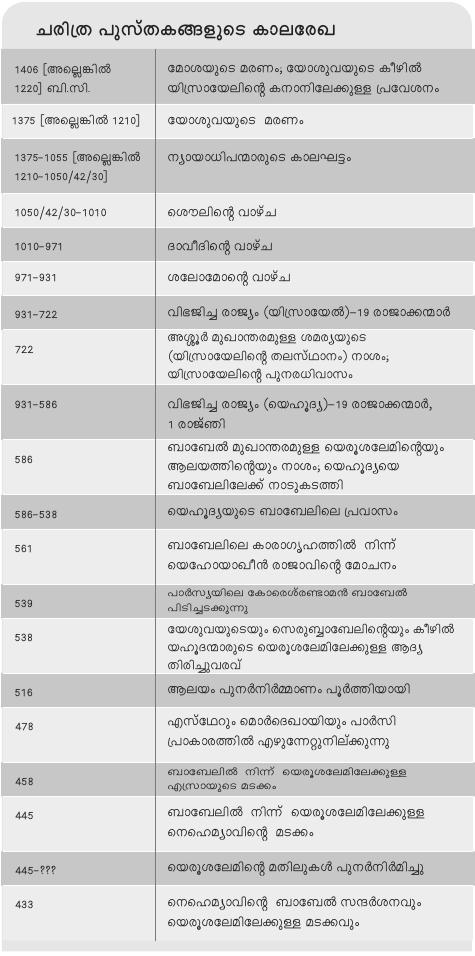 ചരിത്ര പുസ്തകങ്ങളുടെ കാലരേഖ
1406 [അല്ലെങ്കിൽ മോശയുടെ മരണം; യോശുവയുടെ കീഴിൽ
1220] ബി.സി. യിസ്രായേലിന്റെ കനാനിലേക്കുള്ള പ്രവേശനം
1375 [അല്ലെങ്കിൽ 1210] യോശുവയുടെ മരണം
1375-1055 [അല്ലെങ്കിൽ ന്യായാധിപന്മാരുടെ കാലഘട്ടം
1210-1050/42/30]
1050/42/30-1010 ശൌലിന്റെ വാഴ്ച
1010-971 ദാവീദിന്റെ വാഴ്ച
971-931 ശലോമോന്റെ വാഴ്ച
931-722 വിഭജിച്ച രാജ്യം (യിസ്രായേൽ)-19 രാജാക്കന്മാർ
722 അശ്ശൂർ മുഖാന്തരമുള്ള ശമര്യയുടെ
(യിസ്രായേലിന്റെ തലസ്ഥാനം) നാശം;
യിസ്രായേലിന്റെ പുനരധിവാസം
931-586 വിഭജിച്ച രാജ്യം (യെഹൂദ്യ)-19 രാജാക്കന്മാർ,
1 രാജ്ഞി
586 ബാബേൽ മുഖാന്തരമുള്ള യെരൂശലേമിന്റെയും
ആലയത്തിന്റെയും നാശം; യെഹൂദ്യയെ
ബാബേലിലേക്ക് നാടുകടത്തി
586-538 യെഹൂദ്യയുടെ ബാബേലിലെ പ്രവാസം
561 ബാബേലിലെ കാരാഗൃഹത്തിൽ നിന്ന്
യെഹോയാഖീൻ രാജാവിന്റെ മോചനം
539 പാർസ്യയിലെ കോരെശ്രണ്ടാമൻ ബാബേൽ
പിടിച്ചടക്കുന്നു
538 യേശുവയുടെയും സെരുബ്ബാബേലിന്റെയും കീഴിൽ
യഹൂദന്മാരുടെ യെരൂശലേമിലേക്കുള്ള ആദ്യ
തിരിച്ചുവരവ്
516 ആലയം പുനർനിർമ്മാണം പൂർത്തിയായി
478 എസ്ഥേറും മൊർദെഖായിയും പാർസി
പ്രാകാരത്തിൽ എഴുന്നേറ്റുനില്ക്കുന്നു
458 ബാബേലിൽ നിന്ന് യെരൂശലേമിലേക്കുള്ള
എസ്രായുടെ മടക്കം
445 ബാബേലിൽ നിന്ന് യെരൂശലേമിലേക്കുള്ള
നെഹെമ്യാവിന്റെ മടക്കം
445-??? യെരൂശലേമിന്റെ മതിലുകൾ പുനർനിർമിച്ചു
433 നെഹെമ്യാവിന്റെ ബാബേൽ സന്ദർശനവും
യെരൂശലേമിലേക്കുള്ള മടക്കവും